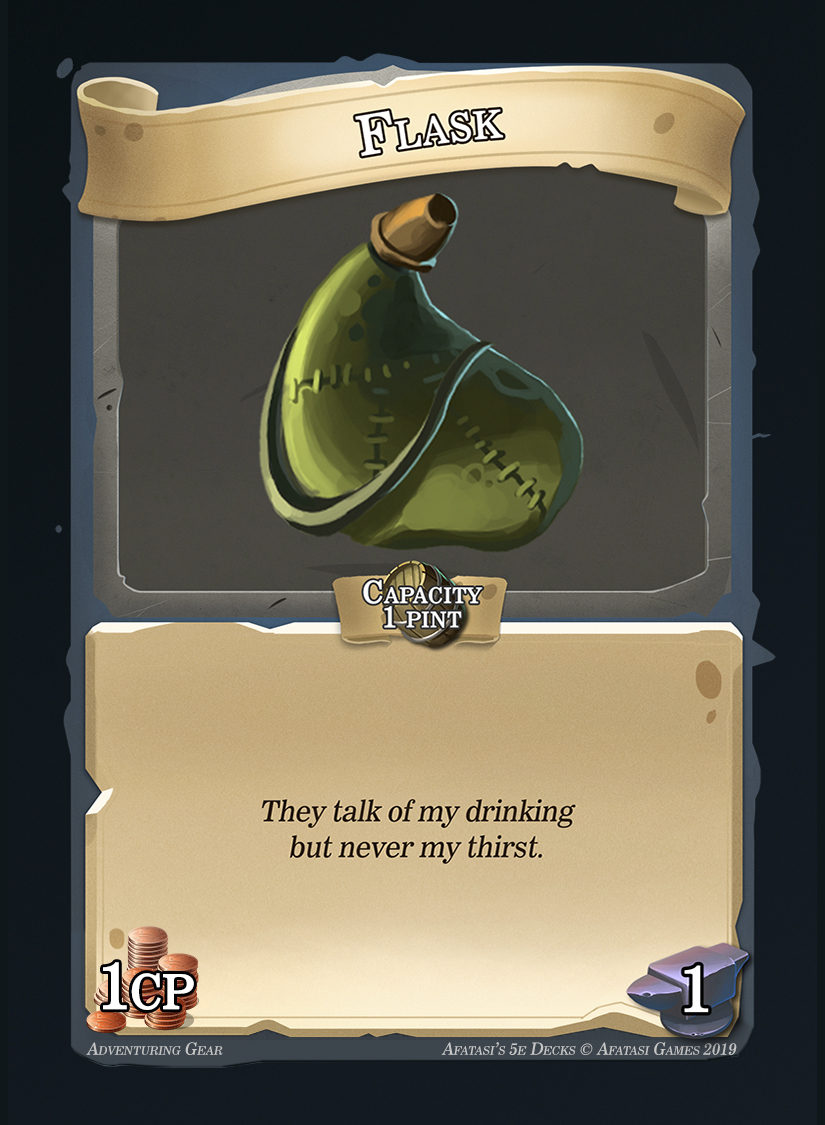 Flask
Capacity
1-pint
They talk of my drinking
but never my thirst.
1cp
1
Adventuring Gear
Afatasi's 5e Decks © Afatasi Games 2019